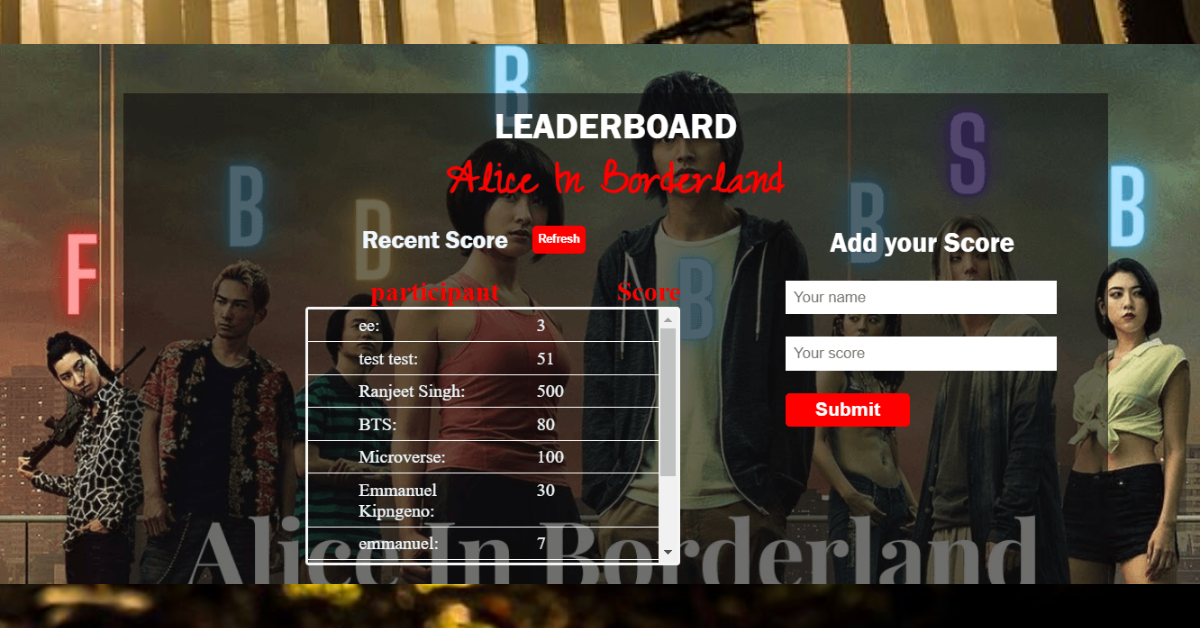 B
LEADERBOARD
S
Alice In Borderland
B
B
B
D
B
F
Recent Score Refresh
Add your Score
B
participant Score
Your name
ee: 3
test test: 51
Your score
Ranjeet Singh: 500
BTS: 80
Submit
Microverse: 100
Emmanuel 30
Kipngeno:
emmanuel: 7
Alice In Borderland